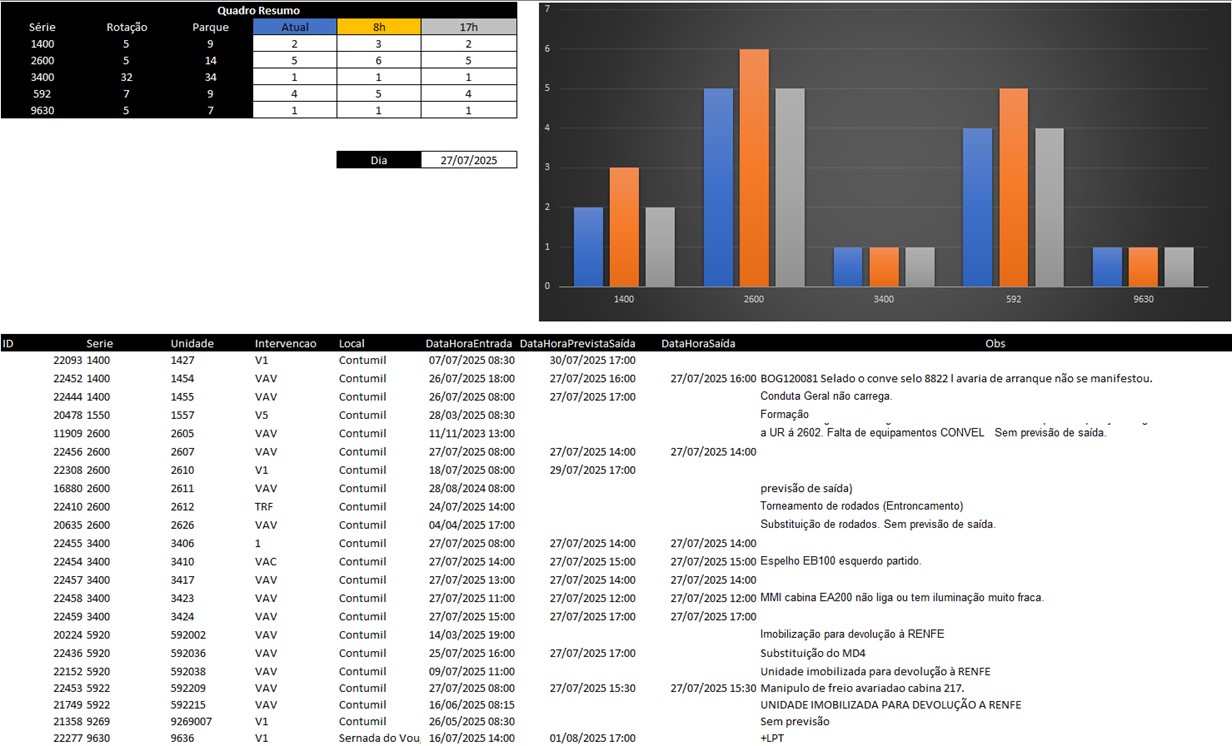 Quadro Resumo
Série Rotação Parque Atual 8h 17h
1400 5 9 2 3 2
2600 5 14 5 6 5
3400 32 34 1 1 1
592 7 9 4 5 4
9630 5 7 1 1 1
Dia 27/07/2025
7
6
5
4
3
2
1
0
1400 2600 3400 592 9630
ID Serie Unidade Intervencao Local DataHoraEntrada DataHoraPrevistaSaída DataHoraSaída Obs
22093 1400 1427 V1 Contumil 07/07/2025 08:30 30/07/2025 17:00
22452 1400 1454 VAV Contumil 26/07/2025 18:00 27/07/2025 16:00 27/07/2025 16:00 BOG120081 Selado o conve selo 8822 l avaria de arranque não se manifestou.
22444 1400 1455 VAV Contumil 26/07/2025 08:00 27/07/2025 17:00 Conduta Geral não carrega.
20478 1550 1557 V5 Contumil 28/03/2025 08:30 Formação
11909 2600 2605 VAV Contumil 11/11/2023 13:00 a UR á 2602. Falta de equipamentos CONVEL Sem previsão de saída.
22456 2600 2607 VAV Contumil 27/07/2025 08:00 27/07/2025 14:00 27/07/2025 14:00
22308 2600 2610 V1 Contumil 18/07/2025 08:00 29/07/2025 17:00
16880 2600 2611 VAV Contumil 28/08/2024 08:00 previsão de saída)
22410 2600 2612 TRF Contumil 24/07/2025 14:00 Torneamento de rodados (Entroncamento)
20635 2600 2626 VAV Contumil 04/04/2025 17:00 Substituição de rodados. Sem previsão de saída.
22455 3400 3406 1 Contumil 27/07/2025 08:00 27/07/2025 14:00 27/07/2025 14:00
22454 3400 3410 VAC Contumil 27/07/2025 14:00 27/07/2025 15:00 27/07/2025 15:00 Espelho EB100 esquerdo partido.
22457 3400 3417 VAV Contumil 27/07/2025 13:00 27/07/2025 14:00 27/07/2025 14:00
22458 3400 3423 VAV Contumil 27/07/2025 11:00 27/07/2025 12:00 27/07/2025 12:00 MMI cabina EA200 não liga ou tem iluminação muito fraca.
22459 3400 3424 VAV Contumil 27/07/2025 15:00 27/07/2025 17:00 27/07/2025 17:00
20224 5920 592002 VAV Contumil 14/03/2025 19:00 Imobilização para devolução à RENFE
22436 5920 592036 VAV Contumil 25/07/2025 16:00 27/07/2025 17:00 Substituição do MD4
22152 5920 592038 VAV Contumil 09/07/2025 11:00 Unidade imobilizada para devolução à RENFE
22453 5922 592209 VAV Contumil 27/07/2025 08:00 27/07/2025 15:30 27/07/2025 15:30 Manipulo de freio avariadao cabina 217.
21749 5922 592215 VAV Contumil 16/06/2025 08:15 UNIDADE IMOBILIZADA PARA DEVOLUÇÃO A RENFE
21358 9269 9269007 V1 Contumil 26/05/2025 08:30 Sem previsão
22277 9630 9636 V1 Sernada do Vou 16/07/2025 14:00 01/08/2025 17:00 +LPT